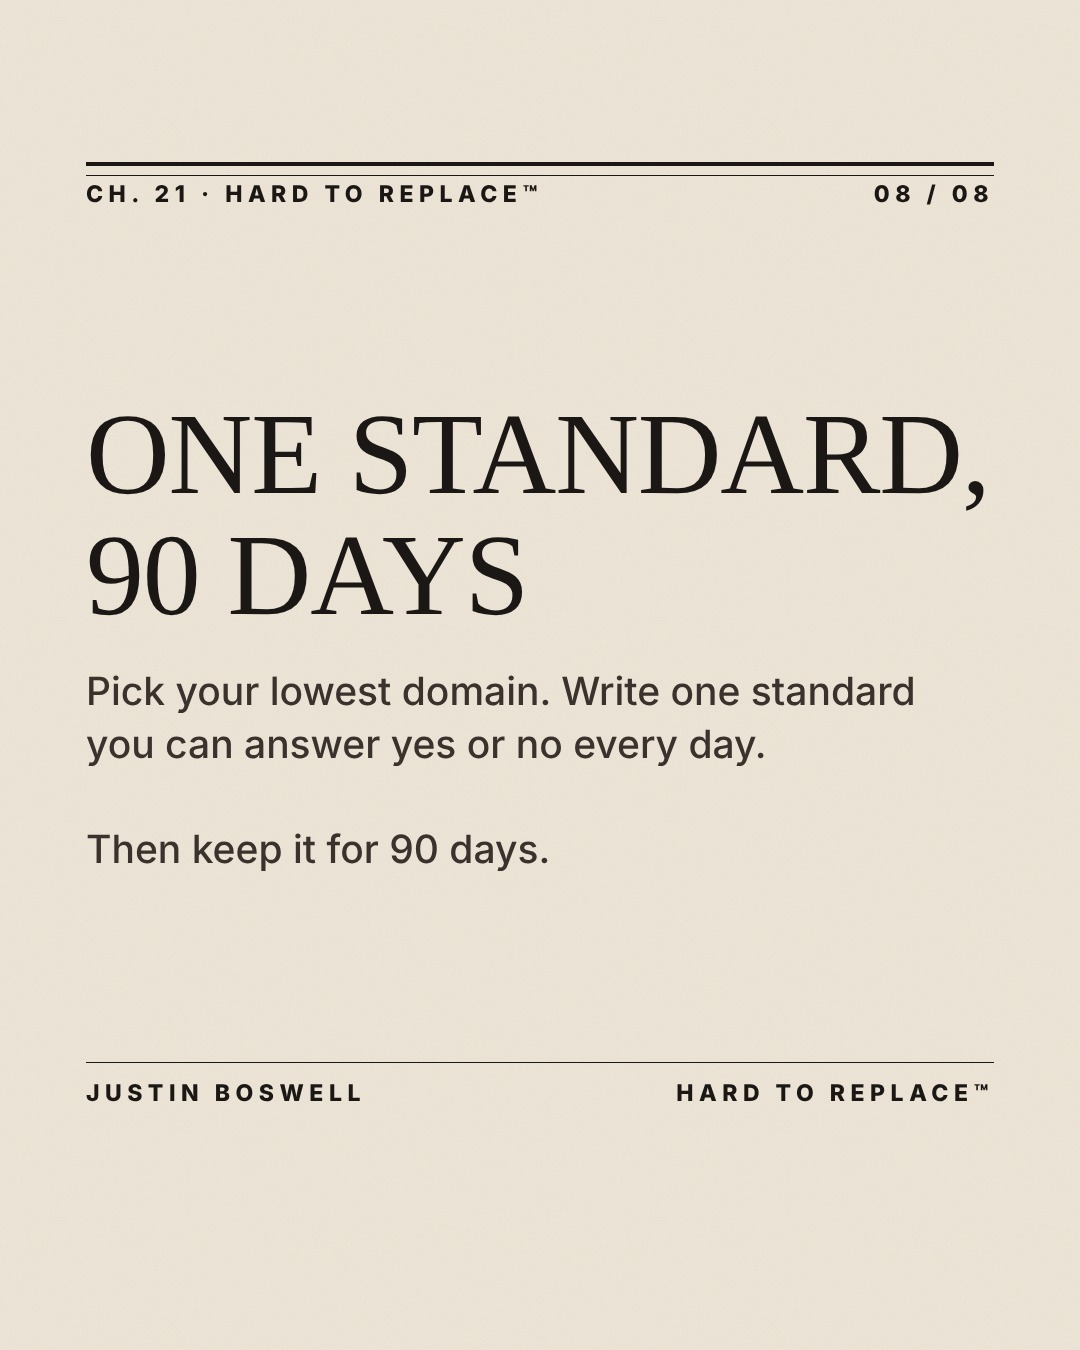 CH. 21 · HARD TO REPLACE™ 08 / 08
ONE STANDARD,
90 DAYS
Pick your lowest domain. Write one standard
you can answer yes or no every day.
Then keep it for 90 days.
JUSTIN BOSWELL HARD TO REPLACE™